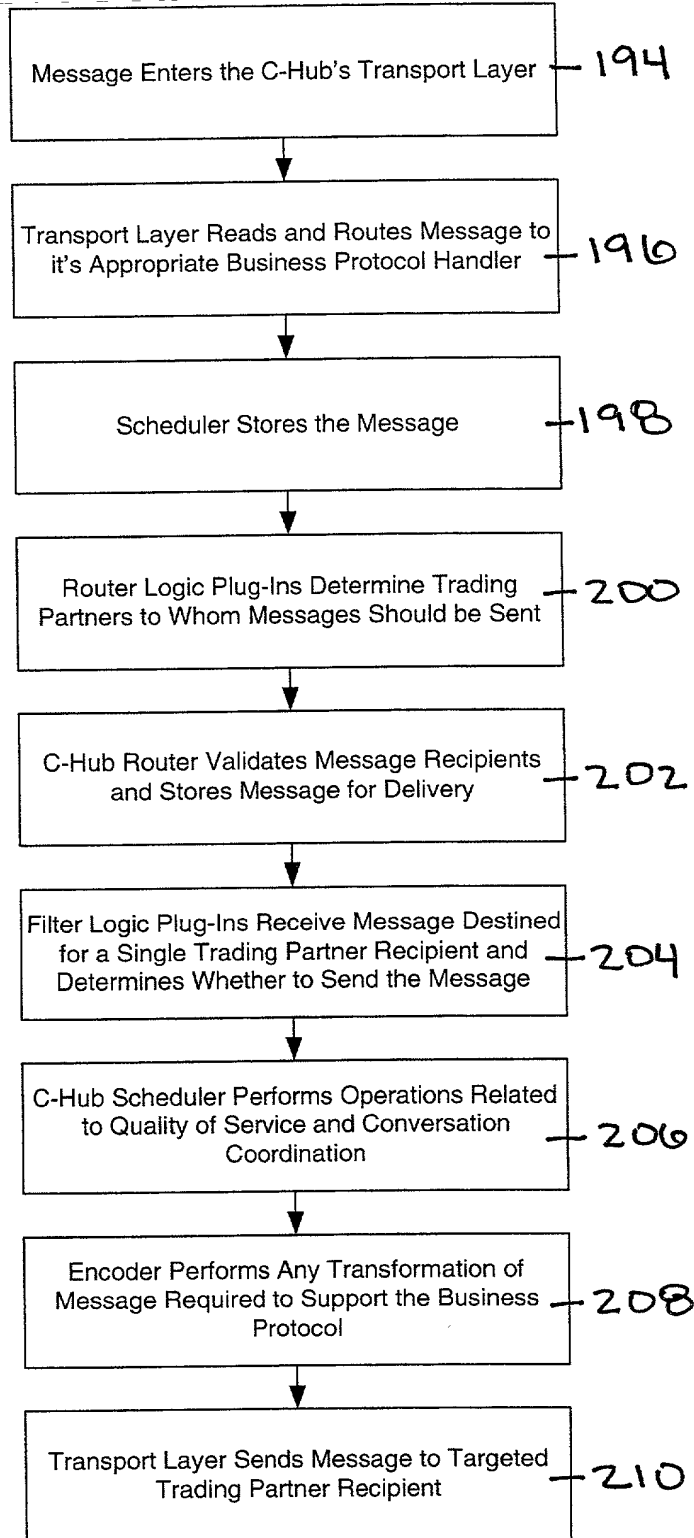 Message Enters the C-Hub's Transport Layer
194
Transport Layer Reads and Routes Message to
it's Appropriate Business Protocol Handler
196
Scheduler Stores the Message
198
Router Logic Plug-Ins Determine Trading
Partners to Whom Messages Should be Sent
200
C-Hub Router Validates Message Recipients
and Stores Message for Delivery
202
Filter Logic Plug-Ins Receive Message Destined
for a Single Trading Partner Recipient and
Determines Whether to Send the Message
204
C-Hub Scheduler Performs Operations Related
to Quality of Service and Conversation
Coordination
206
Encoder Performs Any Transformation of
Message Required to Support the Business
Protocol
208
Transport Layer Sends Message to Targeted
Trading Partner Recipient
210